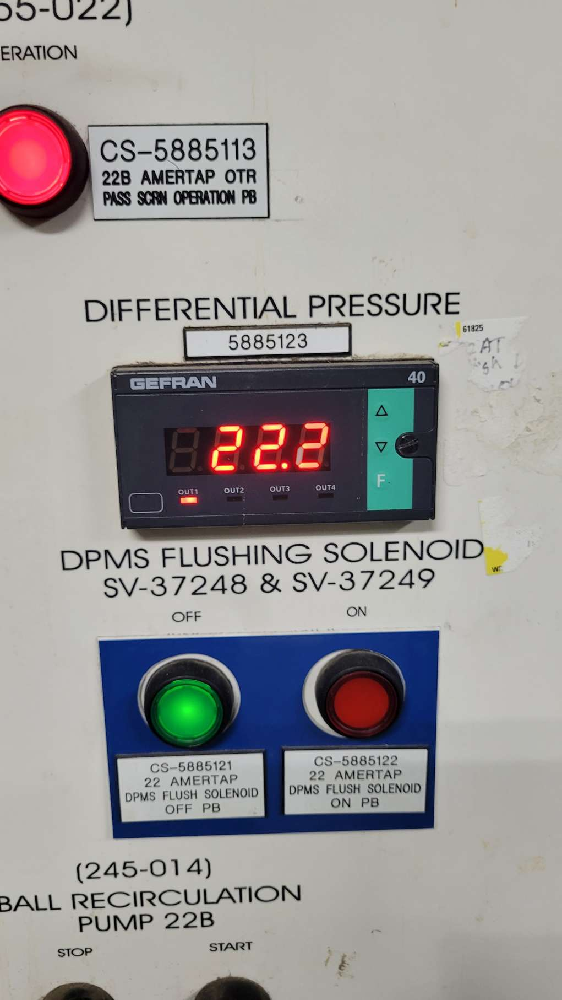 55-022)
ERATION
CS-5885113
22B AMERTAP OTR
PASS SCRN OPERATION PB
DIFFERENTIAL PRESSURE
5885123
61825
AT
GEFRAN
40
22.2
OUT1 OUT2 OUT3 OUT4
F
DPMS FLUSHING SOLENOID
SV-37248 & SV-37249
OFF
ON
CS-5885121
22 AMERTAP
DPMS FLUSH SOLENOID
OFF PB
CS-5885122
22 AMERTAP
DPMS FLUSH SOLENOID
ON PB
(245-014)
BALL RECIRCULATION
PUMP 22B
STOP
START